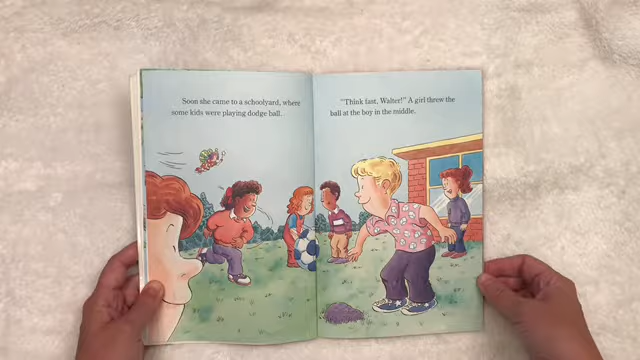 Soon she came to a schoolyard, where
some kids were playing dodge ball.
"Think fast, Walter!" A girl threw the
ball at the boy in the middle.